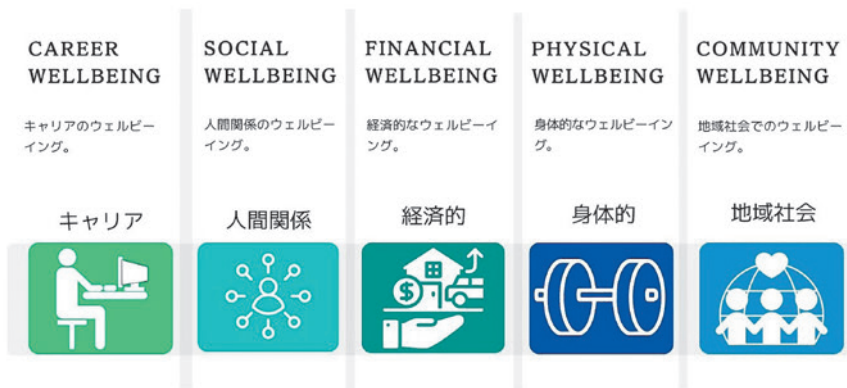 CAREER
WELLBEING
キャリアのウェルビー
イング。
キャリア
SOCIAL
WELLBEING
人間関係のウェルビー
イング。
人間関係
FINANCIAL
WELLBEING
経済的なウェルビーイ
ング。
経済的
$
PHYSICAL
WELLBEING
身体的なウェルビーイン
グ。
身体的
COMMUNITY
WELLBEING
地域社会でのウェルビー
イング。
地域社会